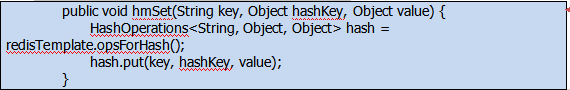 public void hmSet(String key, Object hashKey, Object value) {
HashOperations<String, Object, Object> hash =
redisTemplate.opsForHash();
hash.put(key, hashKey, value);
}